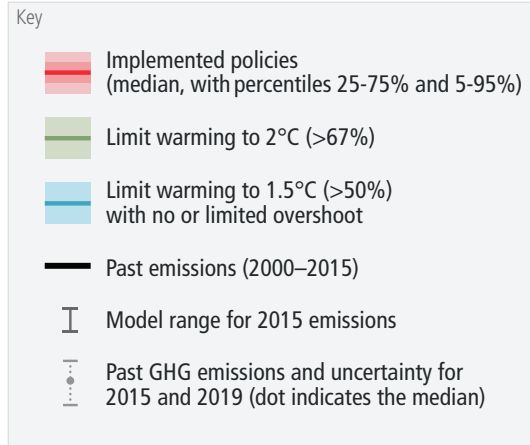 Key
Implemented policies
(median, with percentiles 25-75% and 5-95%)
Limit warming to 2°C (>67%)
Limit warming to 1.5°C (>50%)
with no or limited overshoot
Past emissions (2000–2015)
Model range for 2015 emissions
Past GHG emissions and uncertainty for
2015 and 2019 (dot indicates the median)